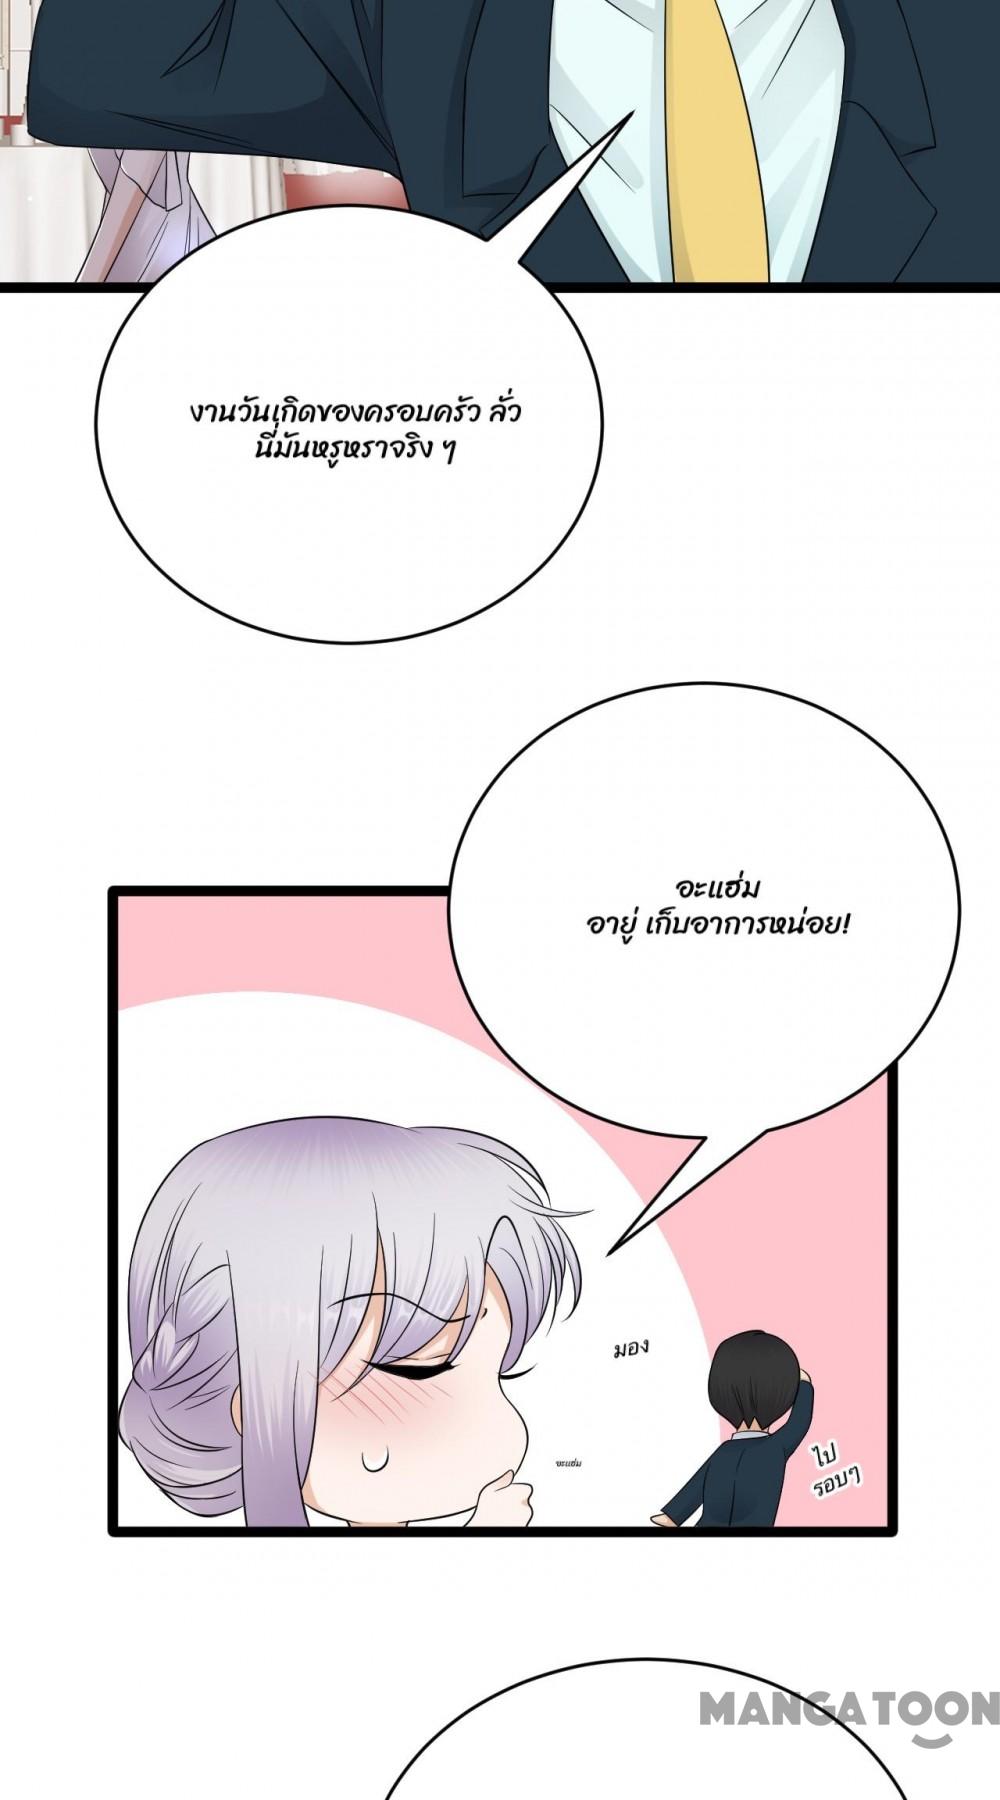 งานวันเกิดของครอบครัว ลั่ว
นี่มันหรูหราจริง ๆ
อะแฮ่ม
อายู่ เก็บอาการหน่อย!
มอง
อะแฮ่ม
ไป
รอบๆ
MANGATOON